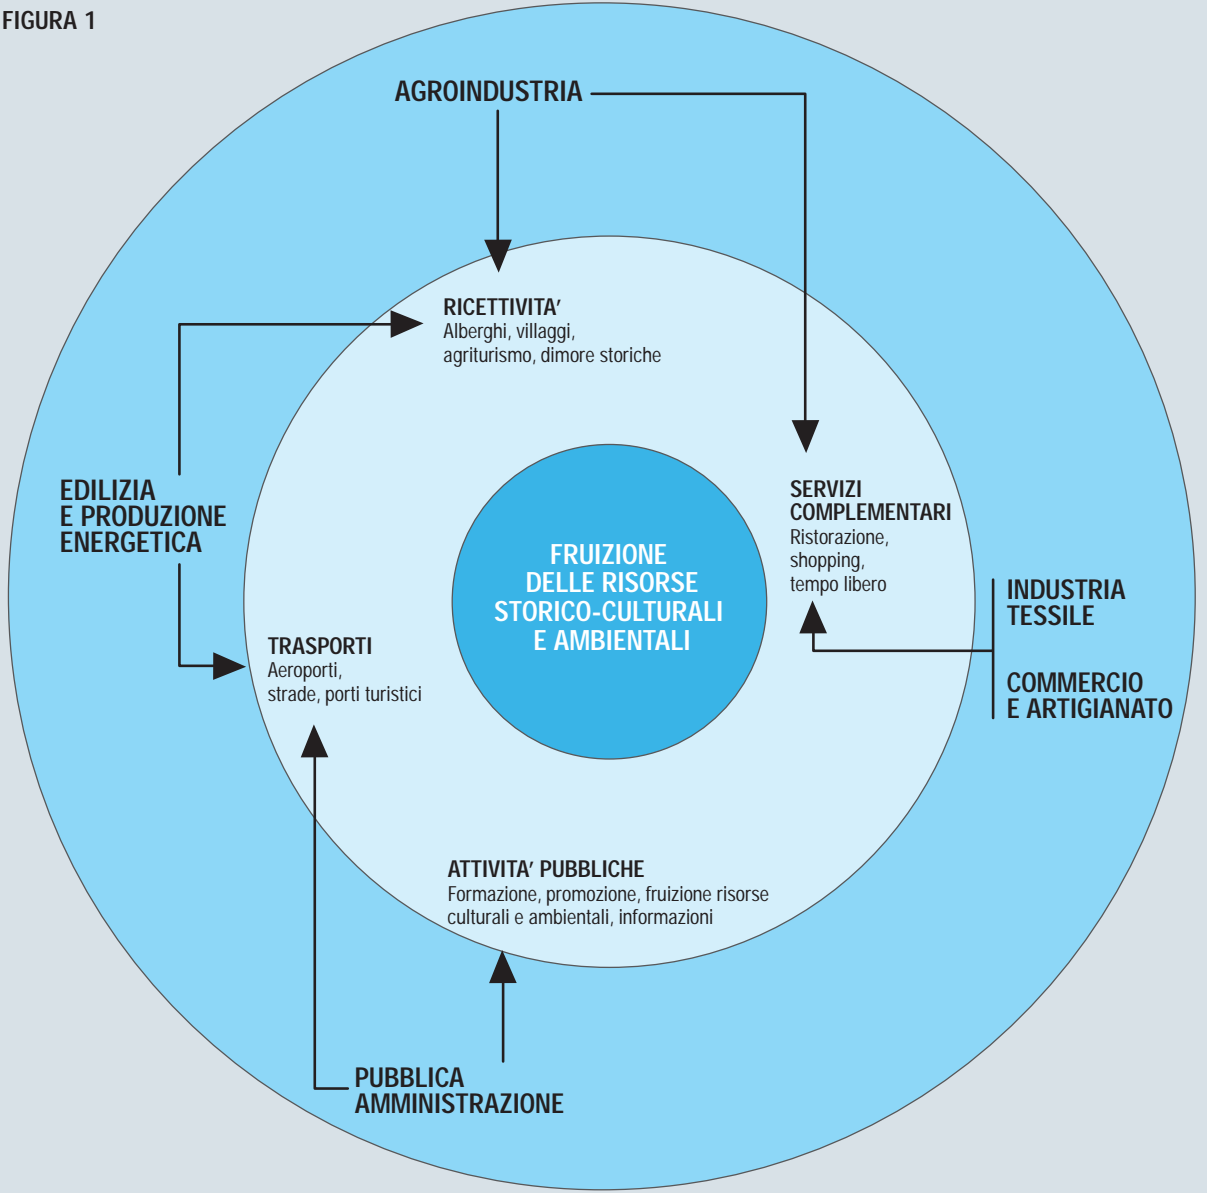 FIGURA 1
AGROINDUSTRIA
RICETTIVITA'
Alberghi, villaggi,
agriturismo, dimore storiche
EDILIZIA
E PRODUZIONE
ENERGETICA
SERVIZI
COMPLEMENTARI
Ristorazione,
shopping,
tempo libero
FRUIZIONE
DELLE RISORSE
STORICO-CULTURALI
E AMBIENTALI
INDUSTRIA
TESSILE
COMMERCIO
E ARTIGIANATO
TRASPORTI
Aeroporti,
strade, porti turistici
ATTIVITA' PUBBLICHE
Formazione, promozione, fruizione risorse
culturali e ambientali, informazioni
PUBBLICA
AMMINISTRAZIONE